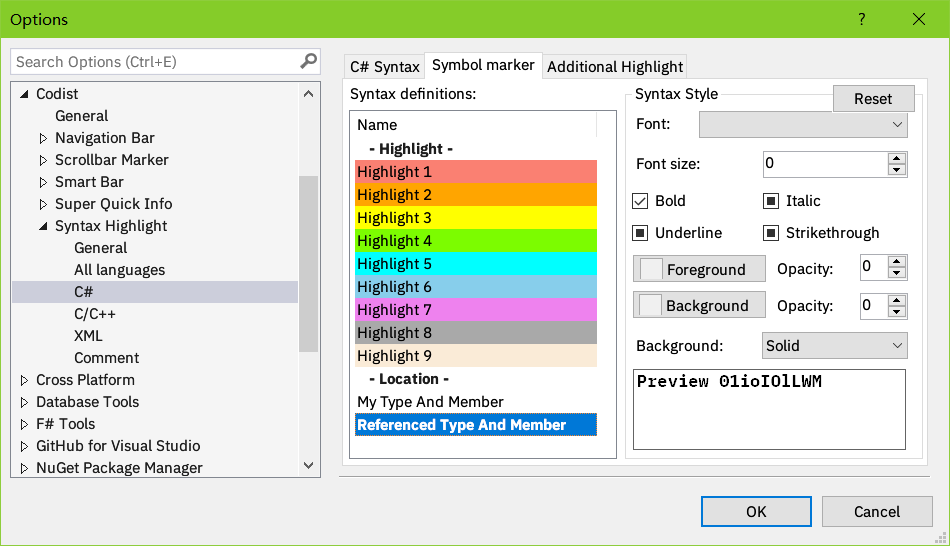 Options
Search Options (Ctrl+E)
Codist
General
Navigation Bar
Scrollbar Marker
Smart Bar
Super Quick Info
Syntax Highlight
General
All languages
C#
C/C++
XML
Comment
Cross Platform
Database Tools
F# Tools
GitHub for Visual Studio
NuGet Package Manager
C# Syntax
Symbol marker
Additional Highlight
Syntax definitions:
Name
- Highlight -
Highlight 1
Highlight 2
Highlight 3
Highlight 4
Highlight 5
Highlight 6
Highlight 7
Highlight 8
Highlight 9
- Location -
My Type And Member
Referenced Type And Member
Syntax Style
Reset
Font:
Font size:
0
Bold
Italic
Underline
Strikethrough
Foreground
Opacity:
0
Background
Opacity:
0
Background:
Solid
Preview 01ioIOlLWM
OK
Cancel